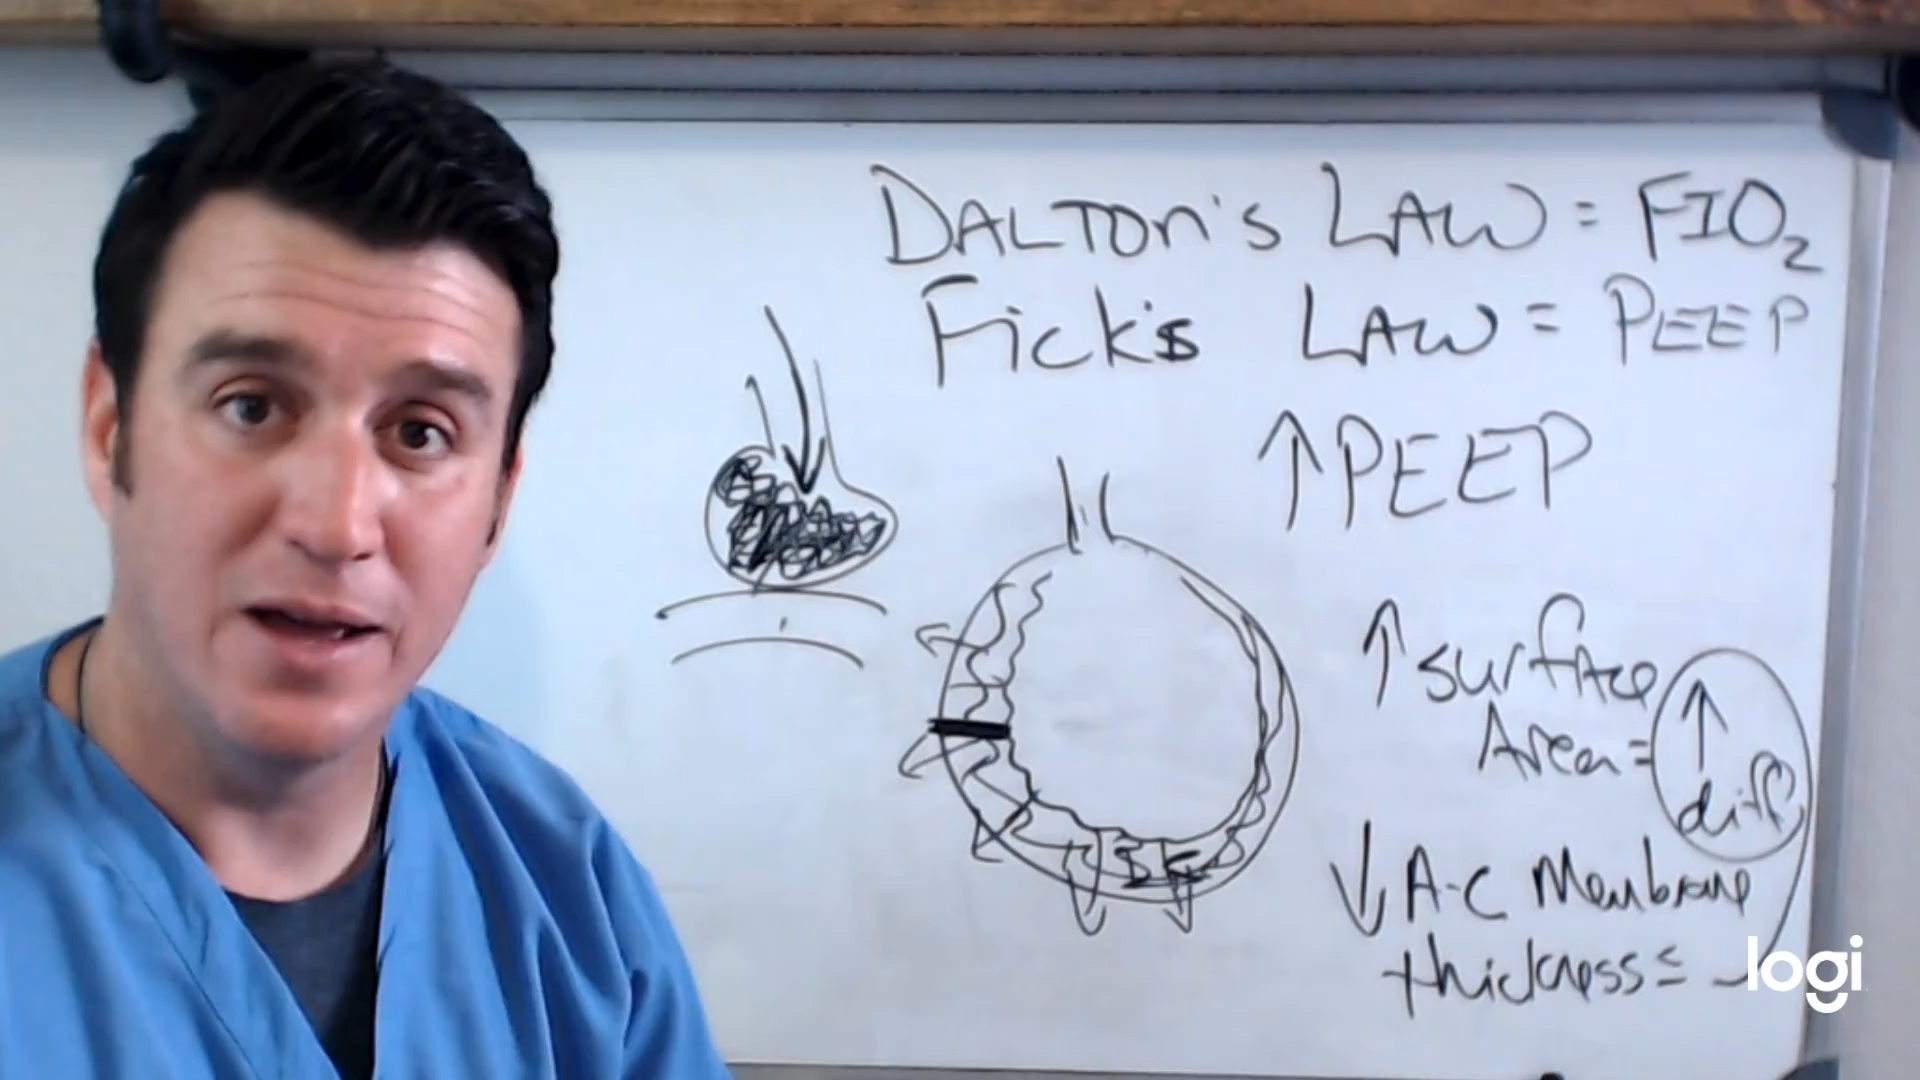 DALTON'S LAW = FIO2
Fick's LAW = PEEP
↑PEEP
↑ surface
Area = ↑
diff
↓ A-C Membrane
thickness =
logi